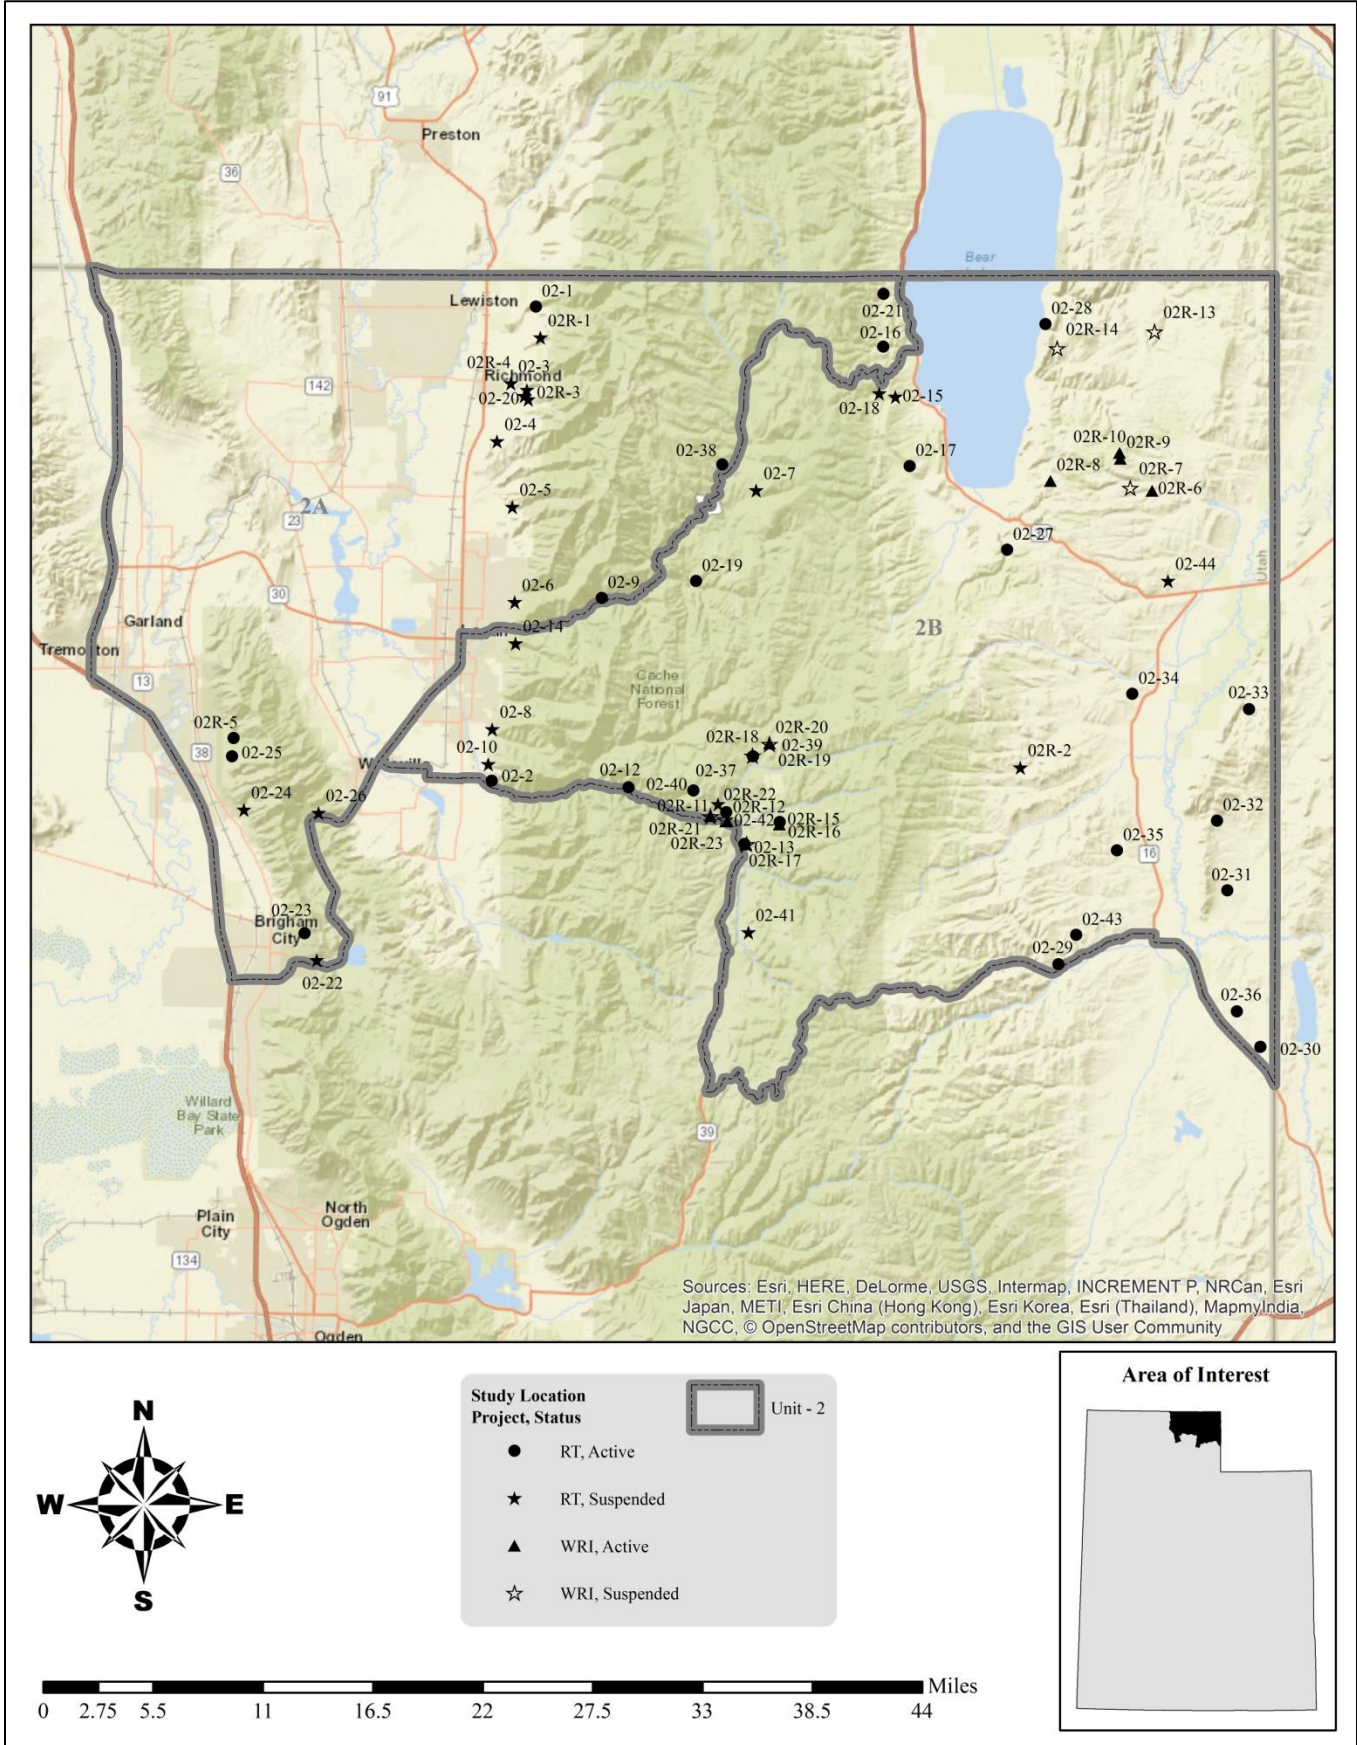 91
Preston
36
Bear
Lewiston
02-1
02-21
02-28
02R-13
02R-1
02R-14
02-16
02R-4
02-3
Richmond
142
02-20
02R-3
02-18
02-15
02-4
02R-10
02R-9
02-38
02-17
02R-8
02R-7
02-7
02R-6
2A
02-5
23
02-27
02-44
02-19
Utah
02-9
30
02-6
Garland
2B
02-14
Tremonton
Cache
National
Forest
13
02-34
02-33
02-8
02R-5
02R-20
02R-18
02-39
38
02-25
02-10
02R-19
02R-2
02-2
02-12
02-40
02-37
02-24
02-26
02R-22
02R-11
02R-12
02-32
02-42
02R-15
02R-21
02R-16
02R-23
02-13
02-35
16
02R-17
02-31
02-23
Brigham
City
02-41
02-43
02-29
02-22
02-36
02-30
Willard
Bay State
Park
39
Plain
City
North
Ogden
134
Ogden
Sources: Esri, HERE, DeLorme, USGS, Intermap, INCREMENT P, NRCan, Esri
Japan, METI, Esri China (Hong Kong), Esri Korea, Esri (Thailand), MapmyIndia,
NGCC, © OpenStreetMap contributors, and the GIS User Community
N
W
E
S
Study Location
Project, Status
Unit - 2
RT, Active
RT, Suspended
WRI, Active
WRI, Suspended
Area of Interest
Miles
0 2.75 5.5 11 16.5 22 27.5 33 38.5 44